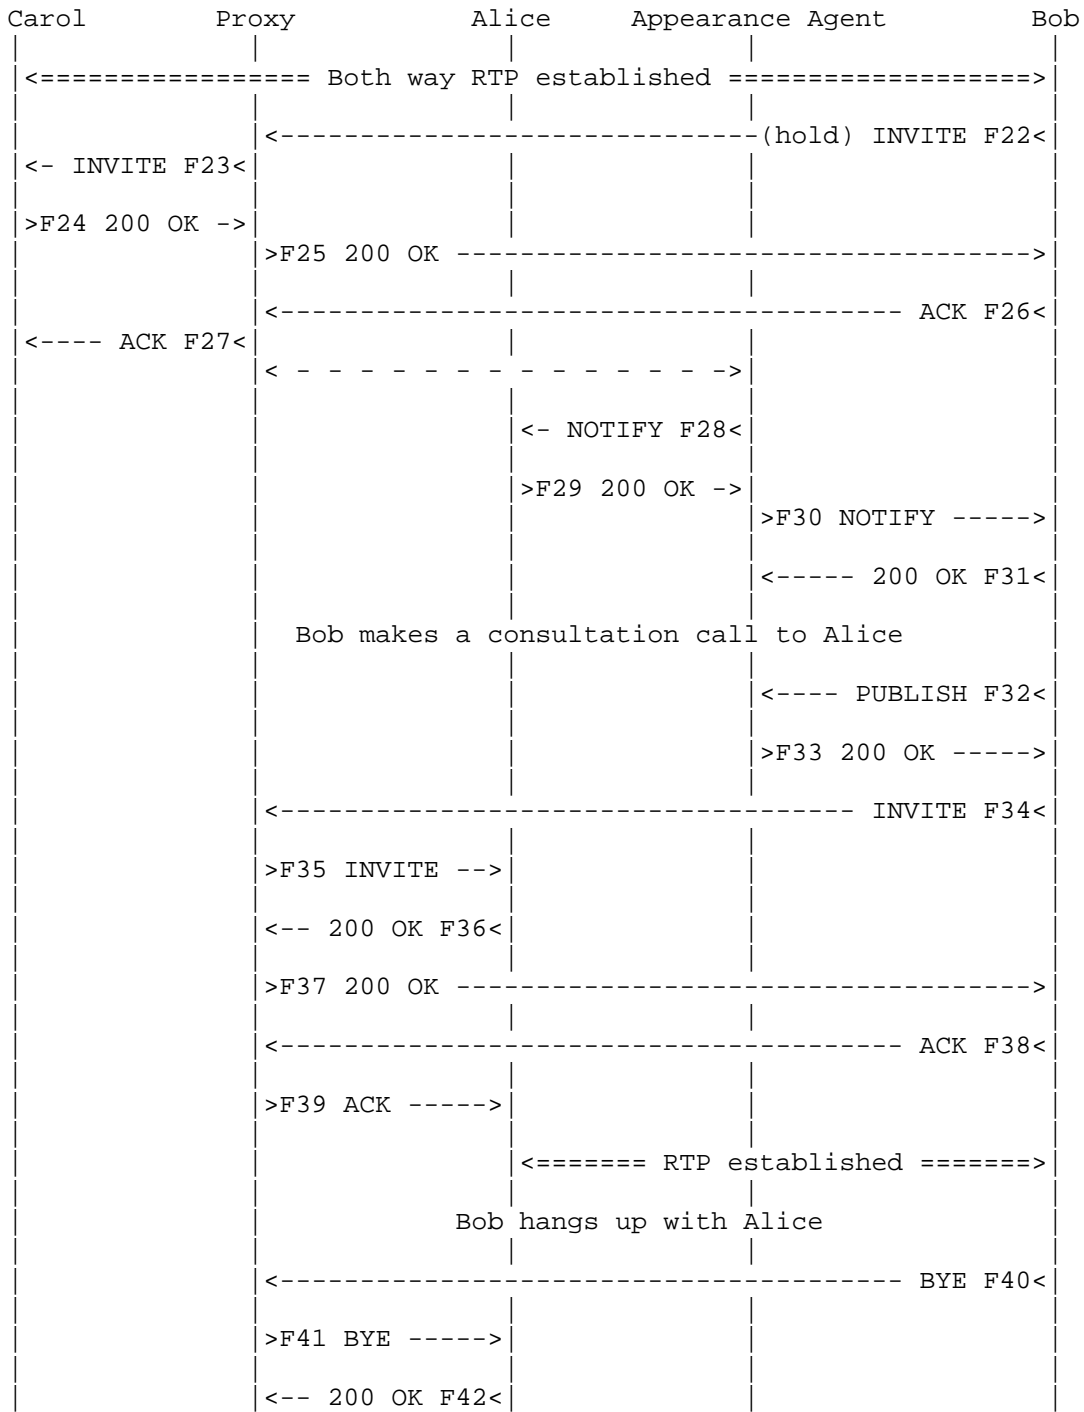 Carol Proxy Alice Appearance Agent Bob
<================= Both way RTP established ===================>
<------------------------------(hold) INVITE F22<
<- INVITE F23<
>F24 200 OK ->
>F25 200 OK ------------------------------------>
<--------------------------------------- ACK F26<
<---- ACK F27<
< - - - - - - - - - - - - - - ->
<- NOTIFY F28<
>F29 200 OK ->
>F30 NOTIFY ----->
<----- 200 OK F31<
Bob makes a consultation call to Alice
<---- PUBLISH F32<
>F33 200 OK ----->
<------------------------------------ INVITE F34<
>F35 INVITE -->
<-- 200 OK F36<
>F37 200 OK ------------------------------------>
<--------------------------------------- ACK F38<
>F39 ACK ----->
<======= RTP established =======>
Bob hangs up with Alice
<--------------------------------------- BYE F40<
>F41 BYE ----->
<-- 200 OK F42<